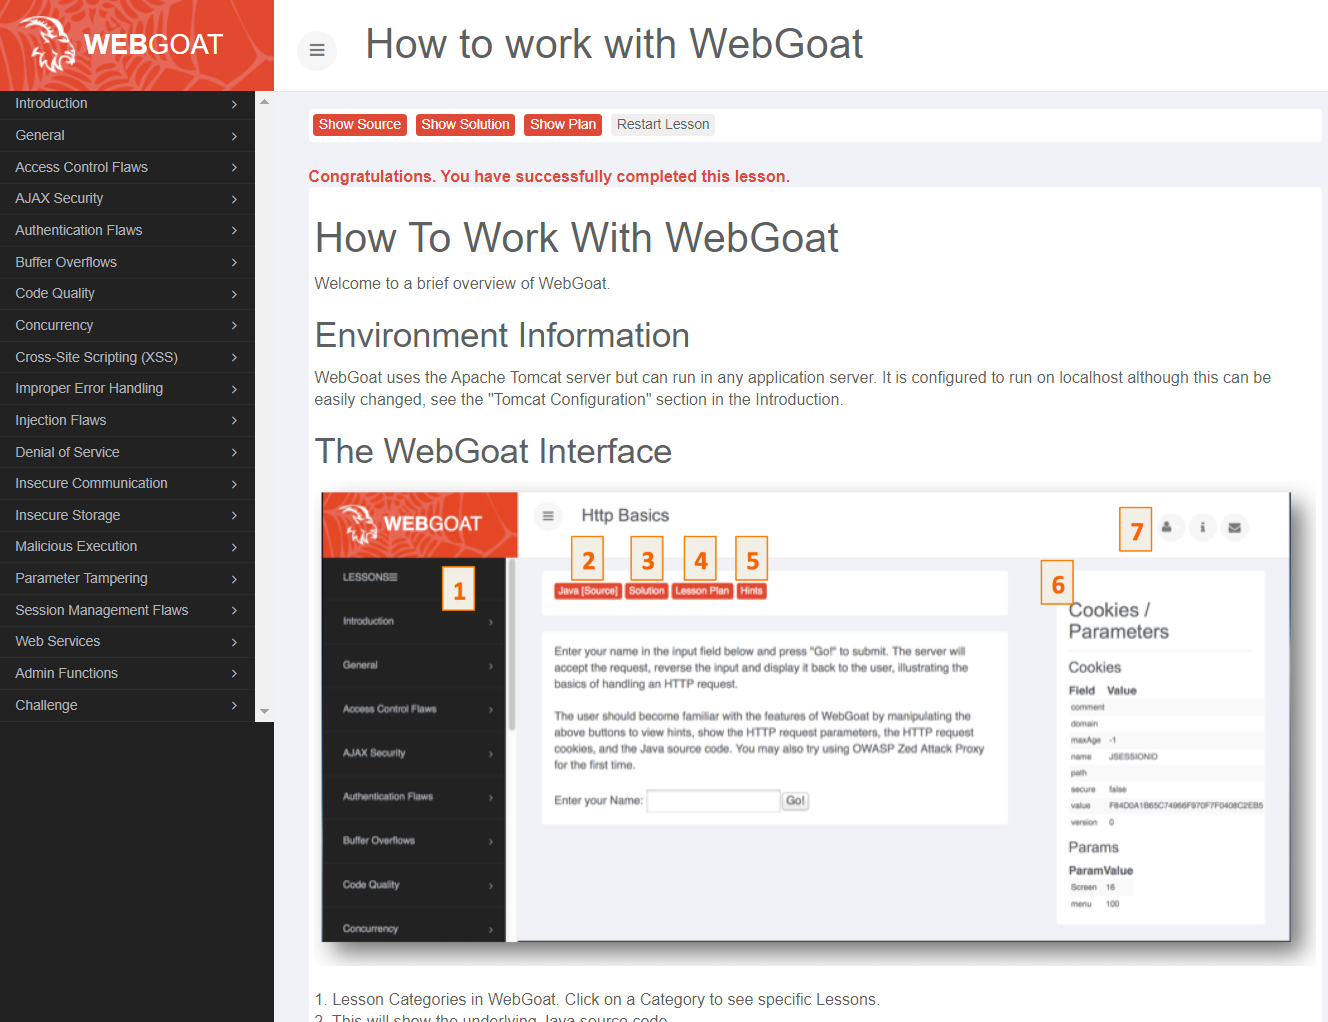 WEBGOAT
How to work with WebGoat
Introduction
General
Access Control Flaws
AJAX Security
Authentication Flaws
Buffer Overflows
Code Quality
Concurrency
Cross-Site Scripting (XSS)
Improper Error Handling
Injection Flaws
Denial of Service
Insecure Communication
Insecure Storage
Malicious Execution
Parameter Tampering
Session Management Flaws
Web Services
Admin Functions
Challenge
Show Source Show Solution Show Plan Restart Lesson
Congratulations. You have successfully completed this lesson.
How To Work With WebGoat
Welcome to a brief overview of WebGoat.
Environment Information
WebGoat uses the Apache Tomcat server but can run in any application server. It is configured to run on localhost although this can be
easily changed, see the "Tomcat Configuration" section in the Introduction.
The WebGoat Interface
WEBGOAT
Http Basics
7
2 3 4 5
Java [Source] Solution Lesson Plan Hints
LESSONS
1
Introduction
General
Access Control Flaws
AJAX Security
Authentication Flaws
Buffer Overflows
Code Quality
Concurrency
Enter your name in the input field below and press "Go!" to submit. The server will
accept the request, reverse the input and display it back to the user, illustrating the
basics of handling an HTTP request.
The user should become familiar with the features of WebGoat by manipulating the
above buttons to view hints, show the HTTP request parameters, the HTTP request
cookies, and the Java source code. You may also try using OWASP Zed Attack Proxy
for the first time.
Enter your Name: Go!
6
Cookies /
Parameters
Cookies
Field Value
comment
domain
maxAge -1
name JSESSIONID
path
secure false
value F84D0A1B65C74966F970F7F0408C2EB5
version 0
Params
ParamValue
Screen 16
menu 100
1. Lesson Categories in WebGoat. Click on a Category to see specific Lessons.
2. This will show the underlying Java source code.